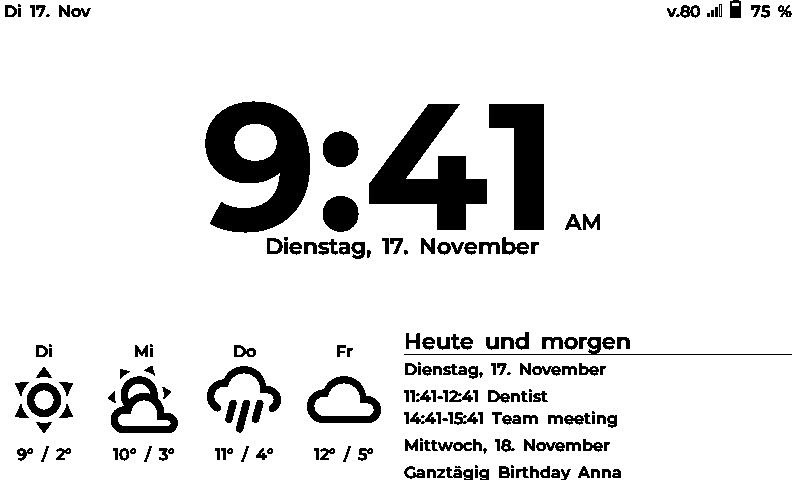 Di 17. Nov
v.80 75 %
9:41 AM
Dienstag, 17. November
Di Mi Do Fr
9° / 2° 10° / 3° 11° / 4° 12° / 5°
Heute und morgen
Dienstag, 17. November
11:41-12:41 Dentist
14:41-15:41 Team meeting
Mittwoch, 18. November
Ganztägig Birthday Anna